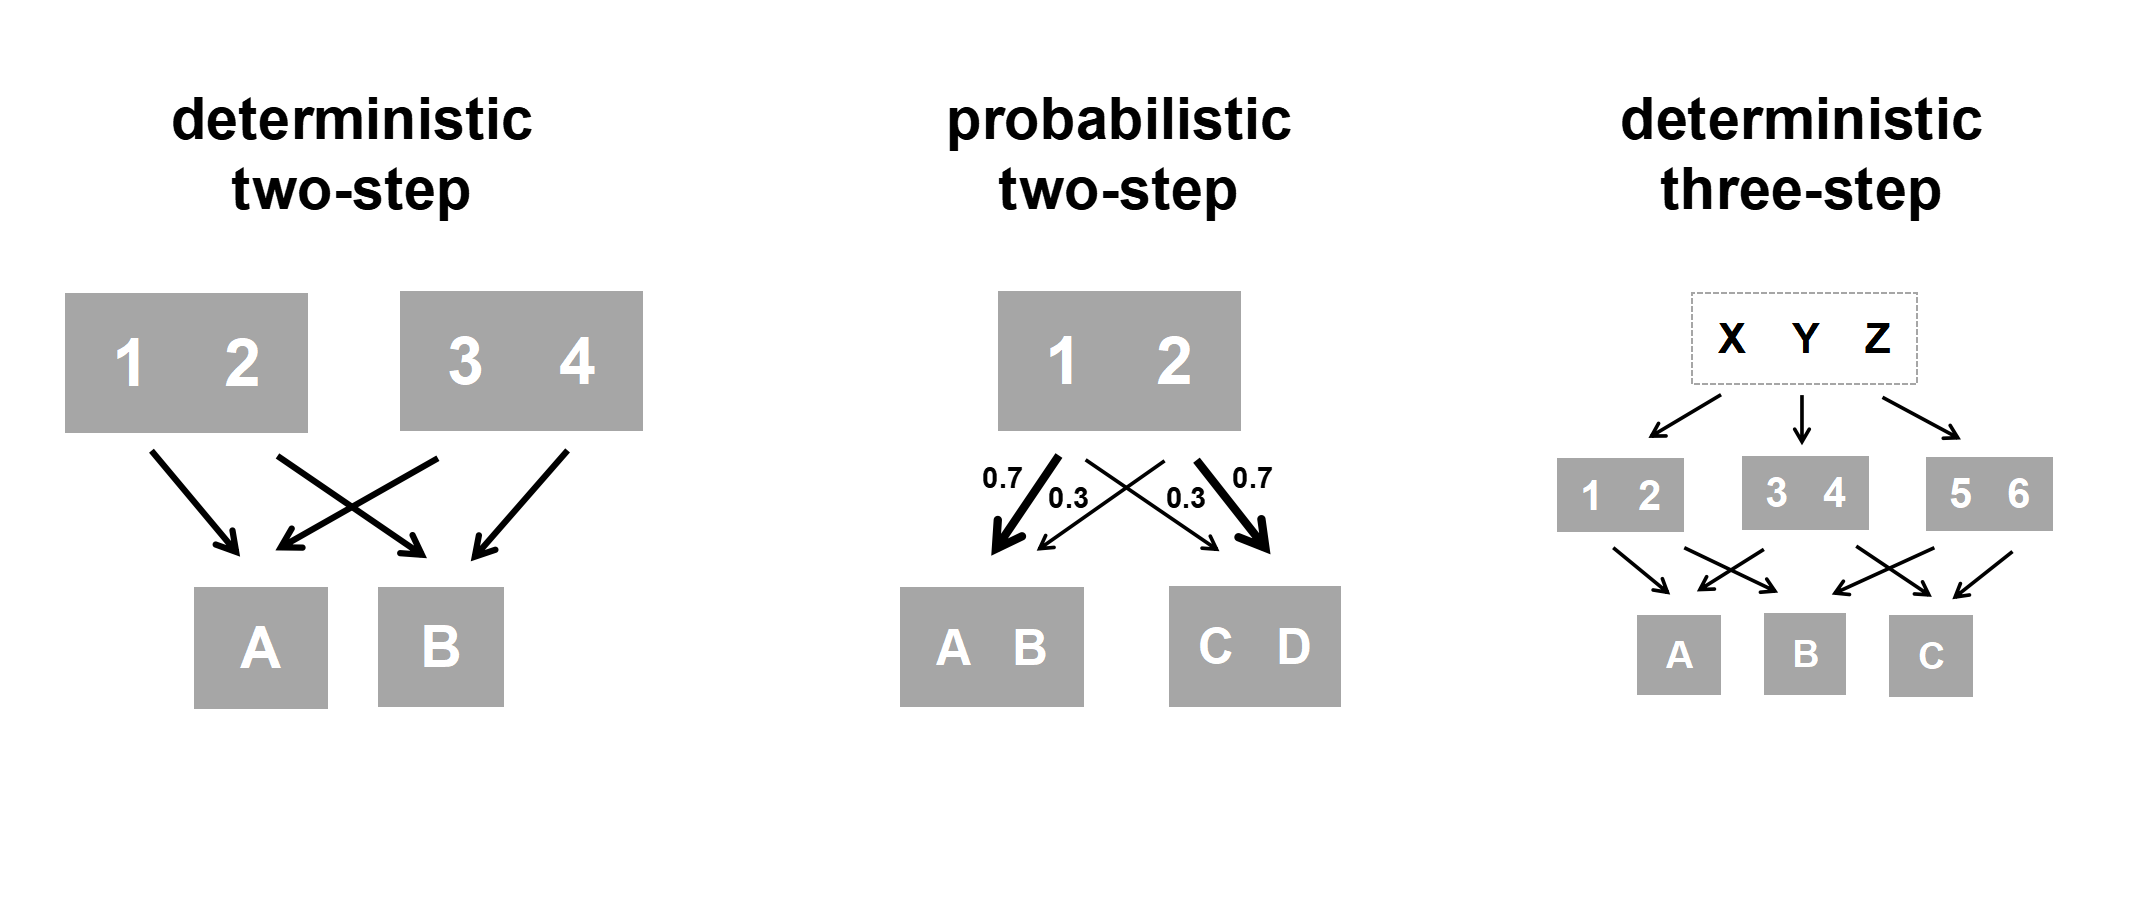 deterministic
two-step
1 2
3 4
A
B
probabilistic
two-step
1 2
0.7
0.3
0.3
0.7
A B
C D
deterministic
three-step
X Y Z
1 2
3 4
5 6
A
B
C